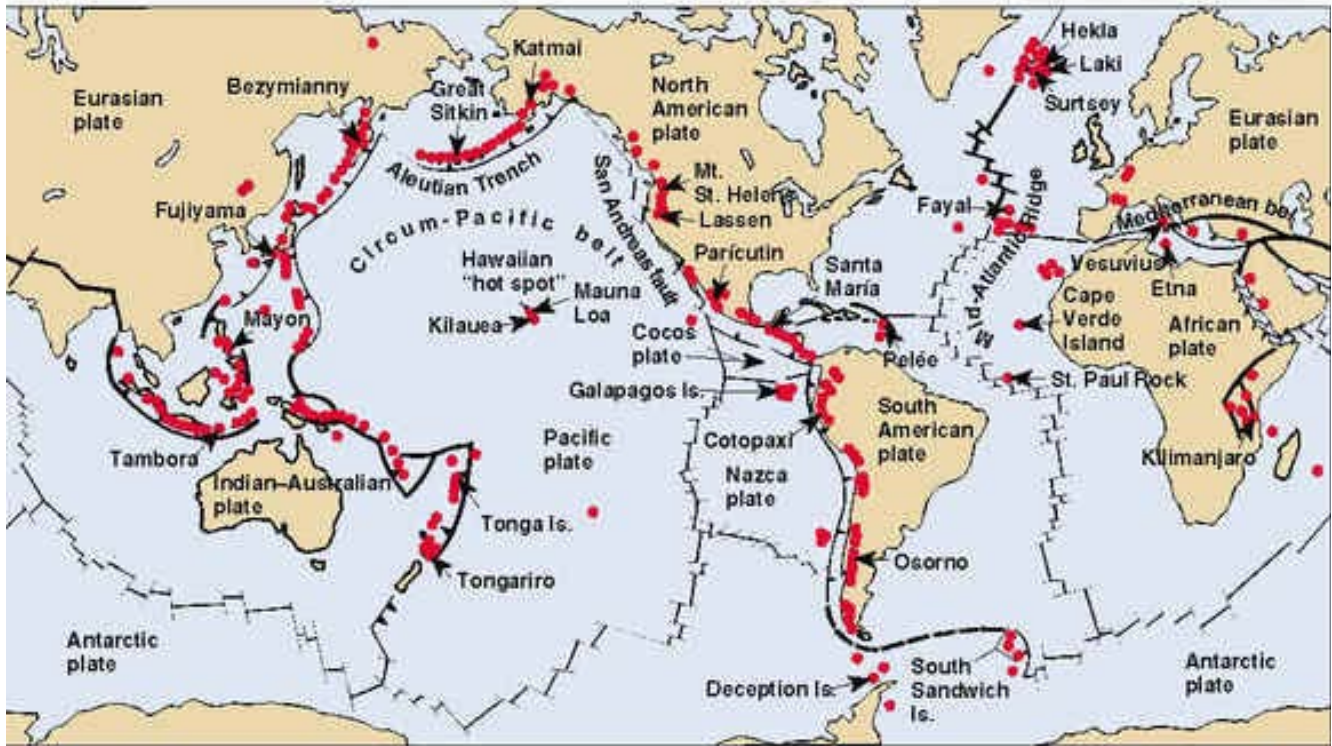 Eurasian
plate
Bezymianny
Great
Sitkin
Katmai
North
American
plate
Hekla
Laki
Surtsey
Eurasian
plate
Aleutian Trench
San Andreas fault
Mt.
St. Helens
Lassen
Fujiyama
Circum-Pacific belt
Fayal
Mid-Atlantic Ridge
Mediterranean bel
Hawaiian
"hot spot"
Mauna
Loa
Kilauea
Parícutin
Santa
María
Vesuvius
Etna
Cape
Verde
Island
African
plate
Mayon
Cocos
plate
Pelée
Galapagos Is.
St. Paul Rock
Tambora
Indian–Australian
plate
Pacific
plate
Cotopaxi
South
American
plate
Nazca
plate
Kilimanjaro
Tonga Is.
Tongariro
Osorno
Antarctic
plate
Deception Is.
South
Sandwich
Is.
Antarctic
plate